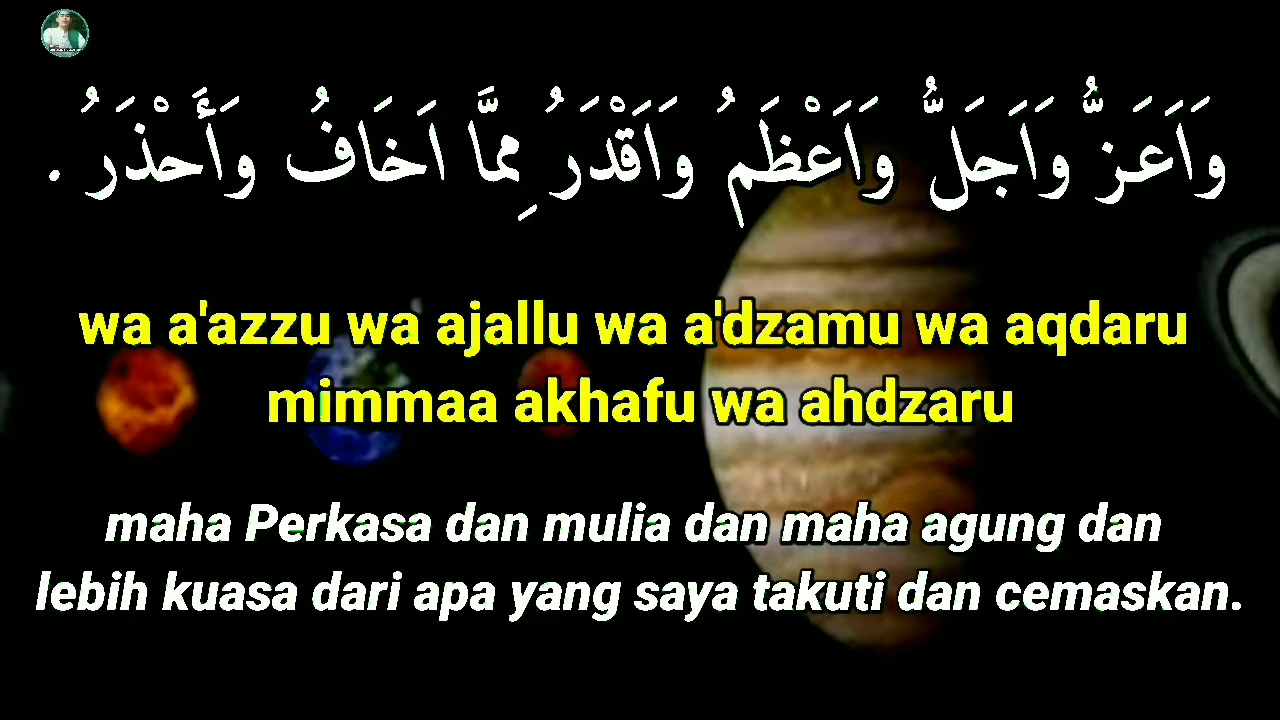 وَاَعَزُّ وَاَجَلُّ وَاَعْظَمُ وَاَقْدَرُ مِمَّا اَخَافُ وَأَحْذَرُ .
wa a'azzu wa ajallu wa a'dzamu wa aqdaru
mimmaa akhafu wa ahdzaru
maha Perkasa dan mulia dan maha agung dan
lebih kuasa dari apa yang saya takuti dan cemaskan.